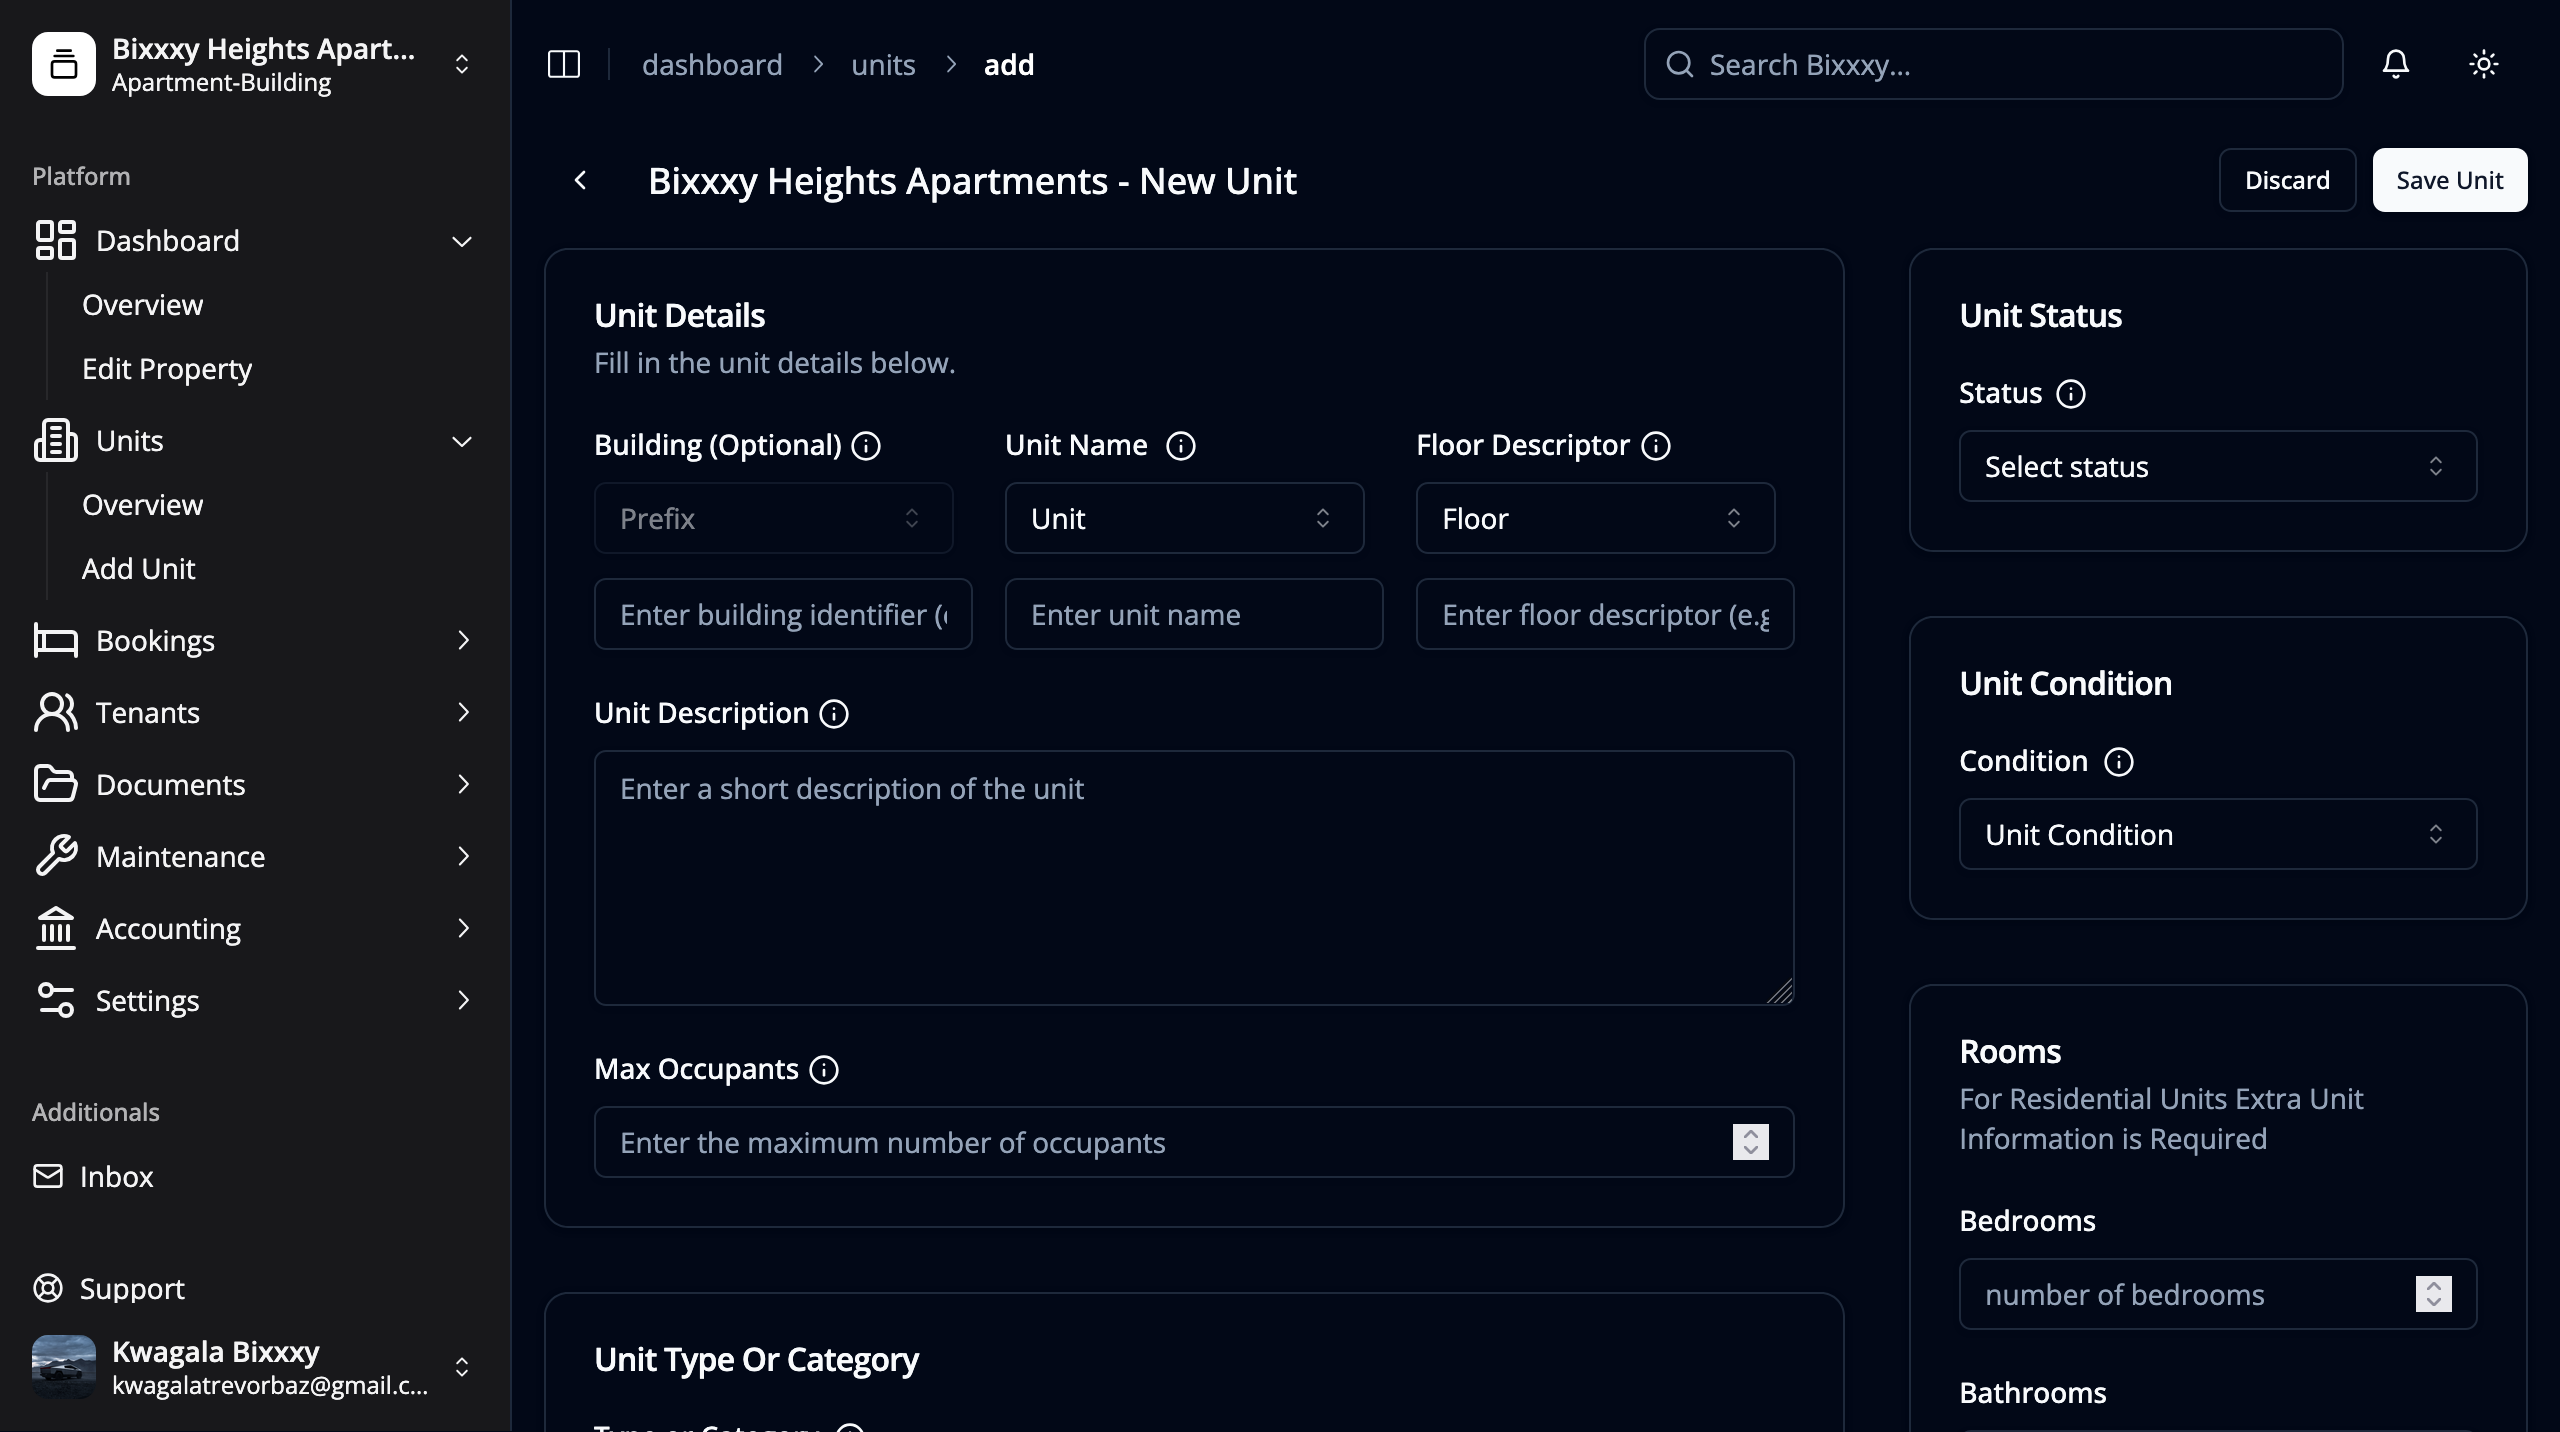 Bixxxy Heights Apart...
Apartment-Building
Platform
Dashboard
Overview
Edit Property
Units
Overview
Add Unit
Bookings
Tenants
Documents
Maintenance
Accounting
Settings
Additionals
Inbox
Support
Kwagala Bixxxy
kwagalatrevorbaz@gmail.c...
dashboard > units > add
Search Bixxxy...
Bixxxy Heights Apartments - New Unit
Discard
Save Unit
Unit Details
Fill in the unit details below.
Building (Optional)
Unit Name
Floor Descriptor
Prefix
Unit
Floor
Enter building identifier (
Enter unit name
Enter floor descriptor (e.g
Unit Description
Enter a short description of the unit
Max Occupants
Enter the maximum number of occupants
Unit Type Or Category
Type or Category
Unit Status
Status
Select status
Unit Condition
Condition
Unit Condition
Rooms
For Residential Units Extra Unit
Information is Required
Bedrooms
number of bedrooms
Bathrooms